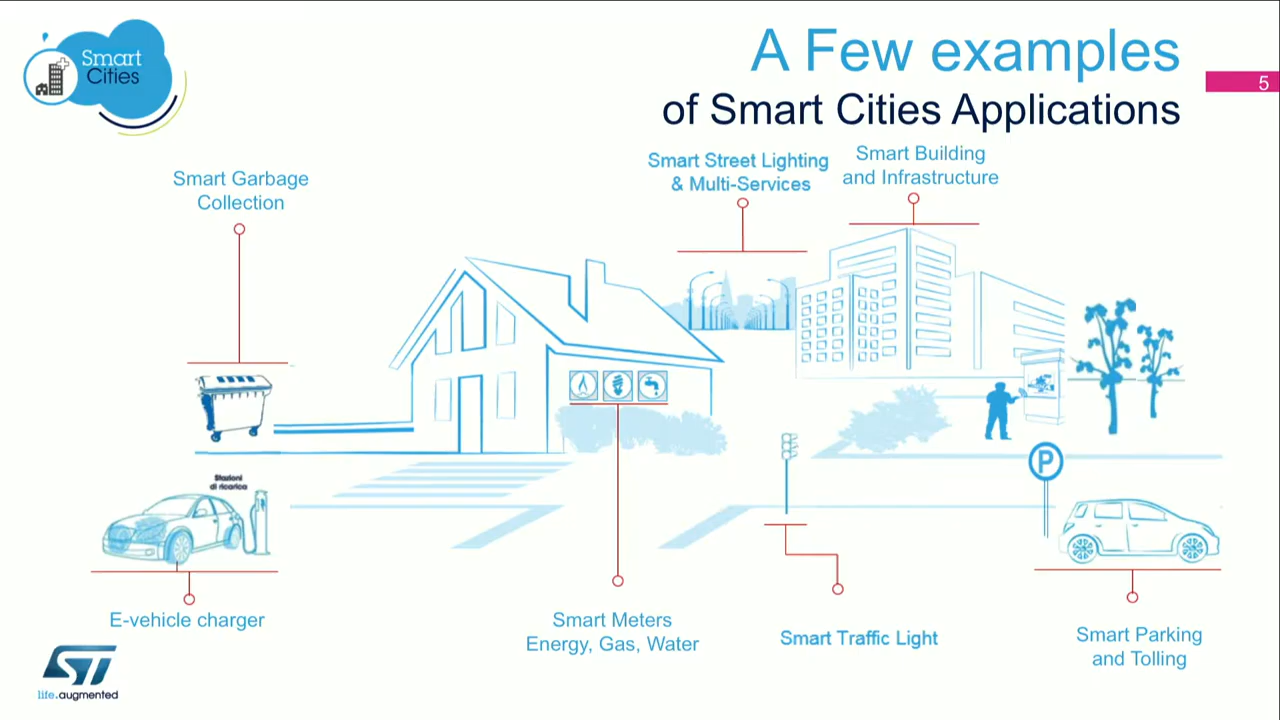 Smart
Cities
A Few examples
of Smart Cities Applications
5
Smart Garbage
Collection
Smart Street Lighting
& Multi-Services
Smart Building
and Infrastructure
Stazioni
di ricarica
P
E-vehicle charger
Smart Meters
Energy, Gas, Water
Smart Traffic Light
Smart Parking
and Tolling
ST
life.augmented